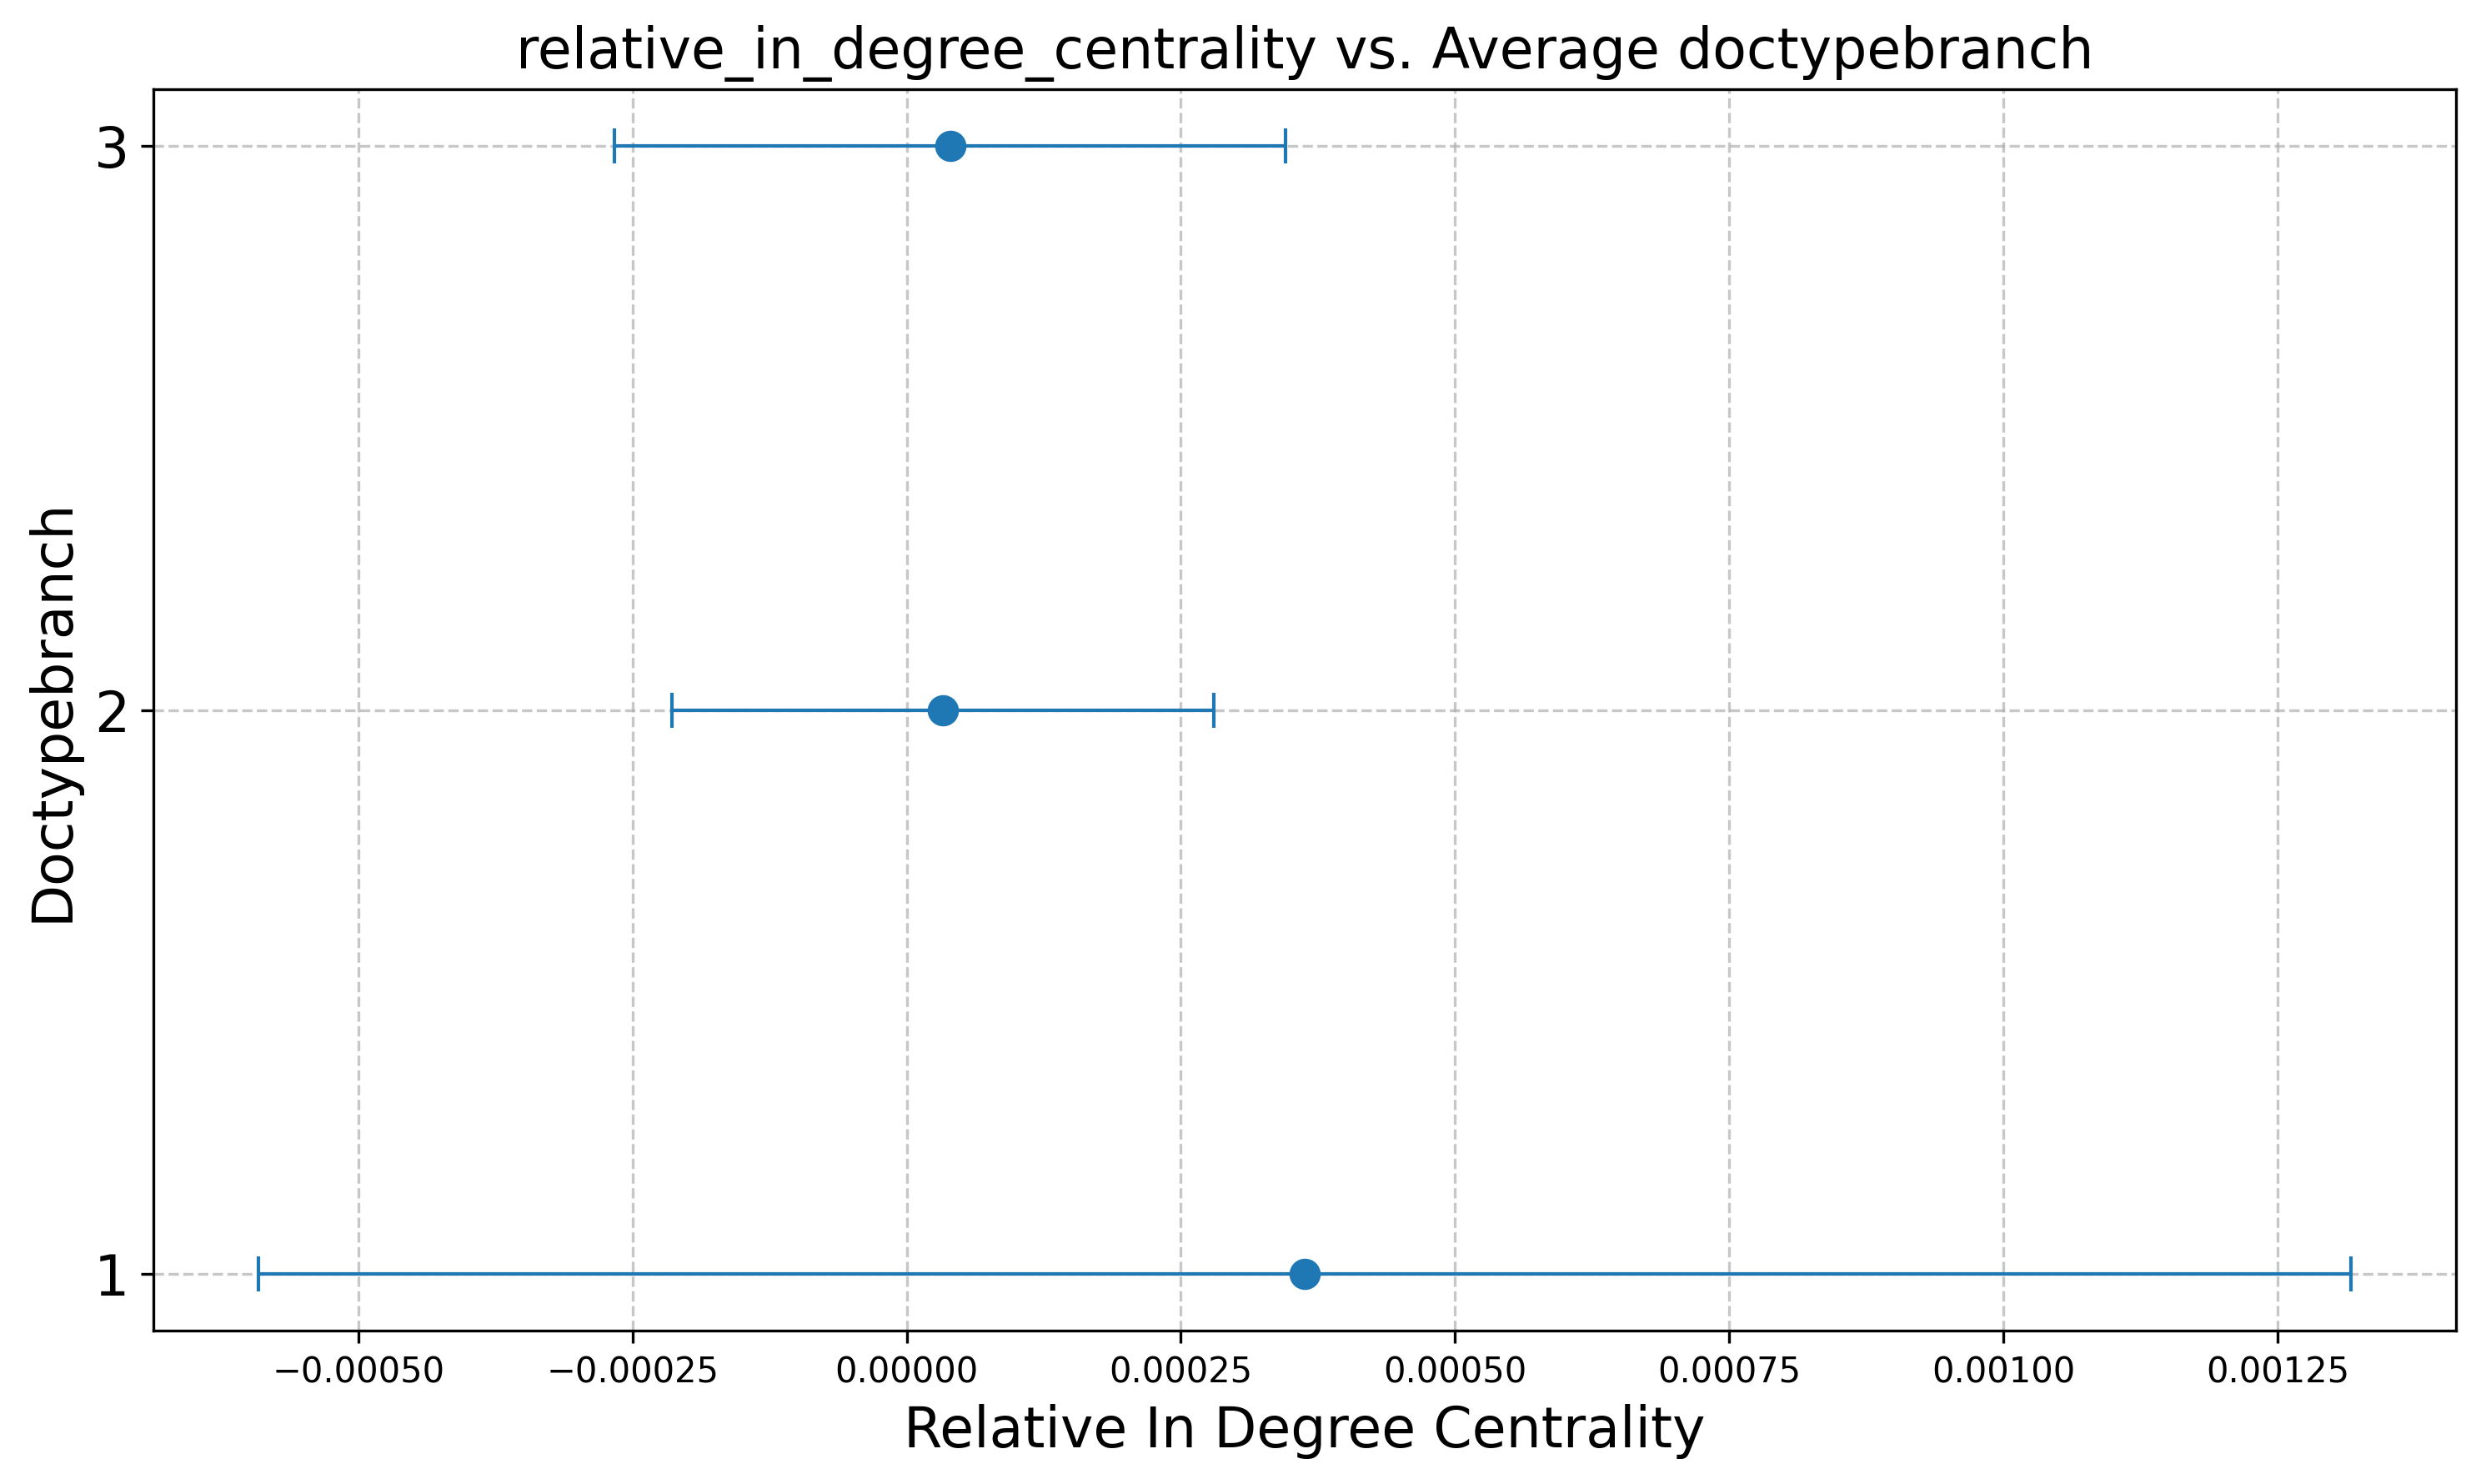 relative_in_degree_centrality vs. Average doctypebranch
3
2
1
Doctypebranch
−0.00050 −0.00025 0.00000 0.00025 0.00050 0.00075 0.00100 0.00125
Relative In Degree Centrality